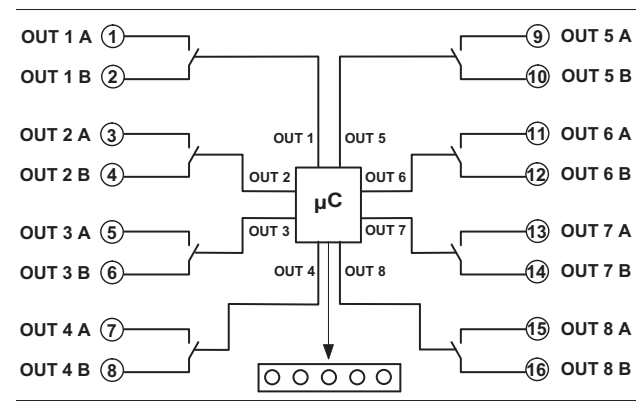 OUT 1 A 1
OUT 1 B 2
OUT 2 A 3
OUT 2 B 4
OUT 3 A 5
OUT 3 B 6
OUT 4 A 7
OUT 4 B 8
OUT 1
OUT 5
OUT 2
OUT 6
µC
OUT 3
OUT 7
OUT 4
OUT 8
9 OUT 5 A
10 OUT 5 B
11 OUT 6 A
12 OUT 6 B
13 OUT 7 A
14 OUT 7 B
15 OUT 8 A
16 OUT 8 B